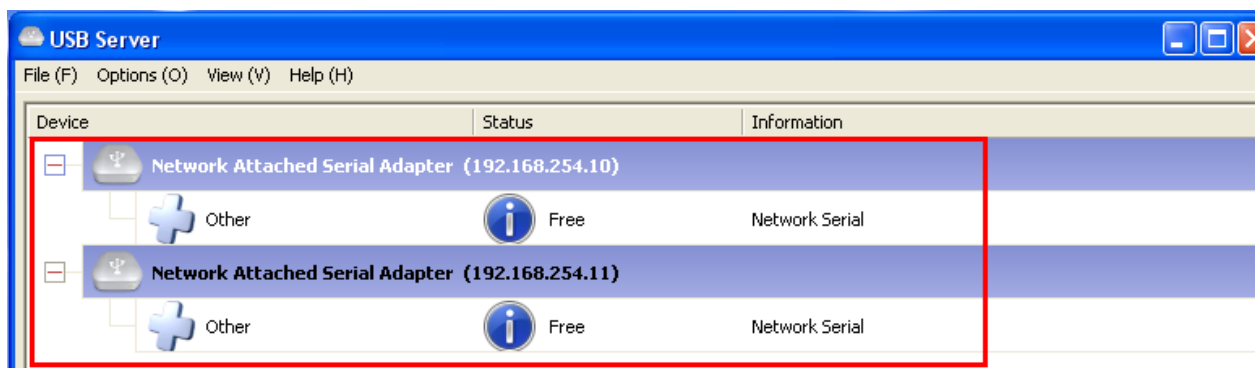 USB Server
File (F) Options (O) View (V) Help (H)
Device Status Information
Network Attached Serial Adapter (192.168.254.10)
Other Free Network Serial
Network Attached Serial Adapter (192.168.254.11)
Other Free Network Serial